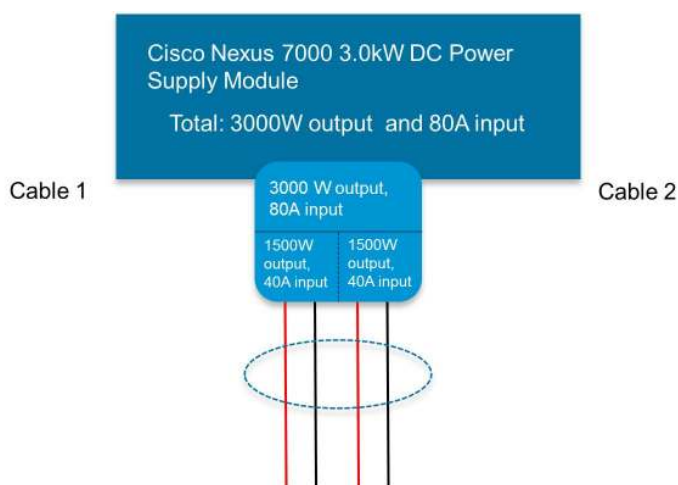 Cisco Nexus 7000 3.0kW DC Power
Supply Module
Total: 3000W output and 80A input
Cable 1
Cable 2
3000 W output,
80A input
1500W
output,
40A input
1500W
output,
40A input